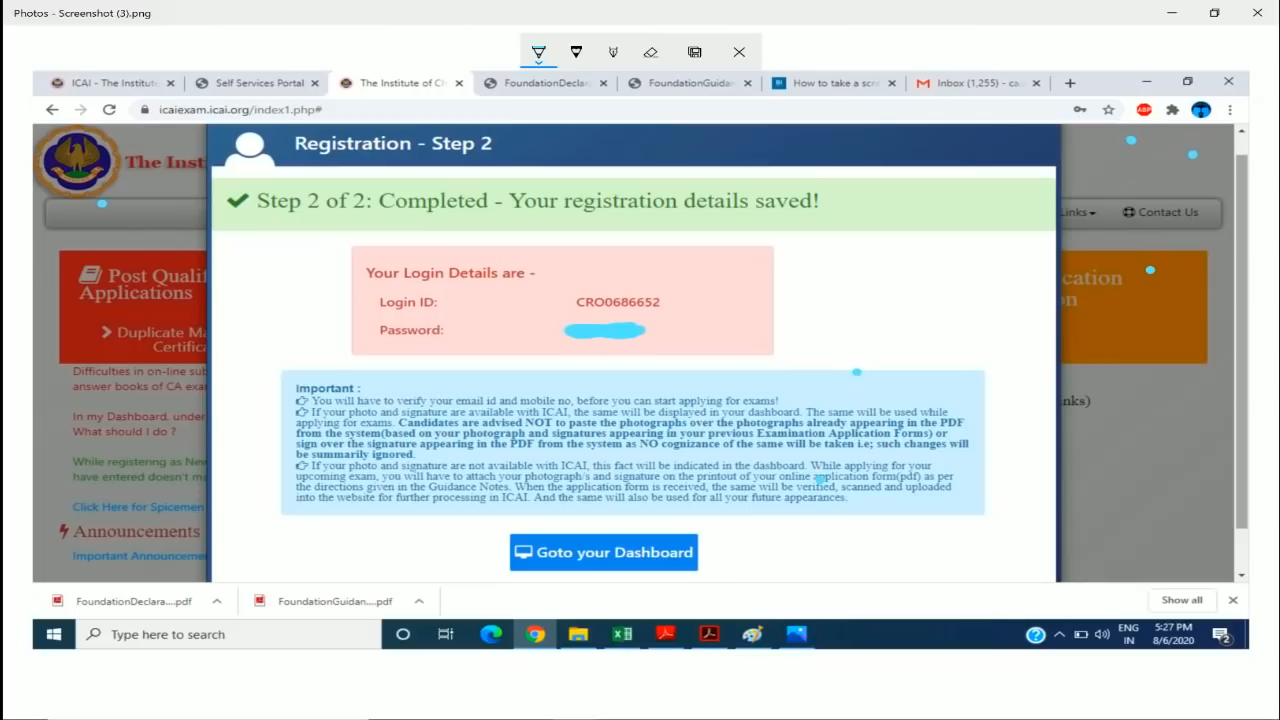 Photos - Screenshot (3).png
ICAI - The Institute
Self Services Portal
The Institute of Ch
FoundationDeclar
FoundationGuidan
How to take a scre
Inbox (1,255) - ca
icaiexam.icai.org/index1.php#
ABP
The Inst
Registration - Step 2
Step 2 of 2: Completed - Your registration details saved!
Links
Contact Us
Post Qualif
Applications
Duplicate Ma
Certifica
cation
on
Your Login Details are -
Login ID: CRO0686652
Password:
Difficulties in on-line sub
answer books of CA exa
In my Dashboard, under
What should I do ?
While registering as New
have entered doesn't ma
Click Here for Spicemen
Announcements
Important Announcemen
nks)
Important :
You will have to verify your email id and mobile no, before you can start applying for exams!
If your photo and signature are available with ICAI, the same will be displayed in your dashboard. The same will be used while
applying for exams. Candidates are advised NOT to paste the photographs over the photographs already appearing in the PDF
from the system(based on your photograph and signatures appearing in your previous Examination Application Forms) or
sign over the signature appearing in the PDF from the system as NO cognizance of the same will be taken i.e; such changes will
be summarily ignored.
If your photo and signature are not available with ICAI, this fact will be indicated in the dashboard. While applying for your
upcoming exam, you will have to attach your photograph/s and signature on the printout of your online application form(pdf) as per
the directions given in the Guidance Notes. When the application form is received, the same will be verified, scanned and uploaded
into the website for further processing in ICAI. And the same will also be used for all your future appearances.
Goto your Dashboard
FoundationDeclara....pdf
FoundationGuidan....pdf
Show all
Type here to search
ENG
IN
5:27 PM
8/6/2020
2